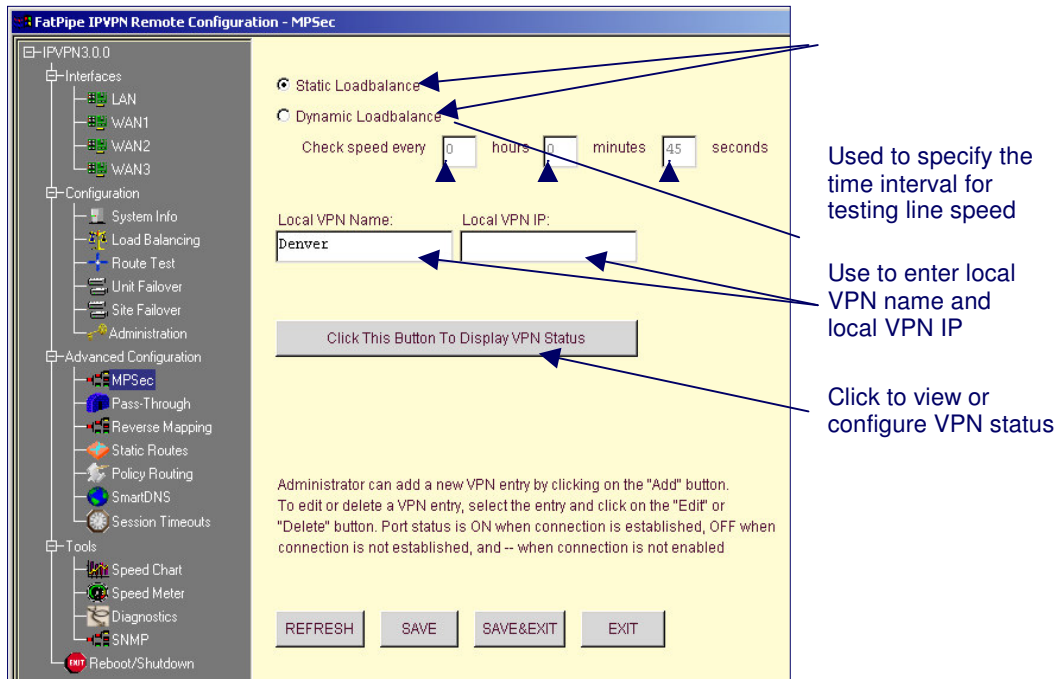 FatPipe IPVPN Remote Configuration - MPSec
IPVPN3.0.0
Interfaces
LAN
WAN1
WAN2
WAN3
Configuration
System Info
Load Balancing
Route Test
Unit Failover
Site Failover
Administration
Advanced Configuration
MPSec
Pass-Through
Reverse Mapping
Static Routes
Policy Routing
SmartDNS
Session Timeouts
Tools
Speed Chart
Speed Meter
Diagnostics
SNMP
EXIT Reboot/Shutdown
Static Loadbalance
Dynamic Loadbalance
Check speed every 0 hours 0 minutes 45 seconds
Local VPN Name: Local VPN IP:
Denver
Click This Button To Display VPN Status
Administrator can add a new VPN entry by clicking on the "Add" button.
To edit or delete a VPN entry, select the entry and click on the "Edit" or
"Delete" button. Port status is ON when connection is established, OFF when
connection is not established, and -- when connection is not enabled
REFRESH SAVE SAVE&EXIT EXIT
Used to specify the
time interval for
testing line speed
Use to enter local
VPN name and
local VPN IP
Click to view or
configure VPN status